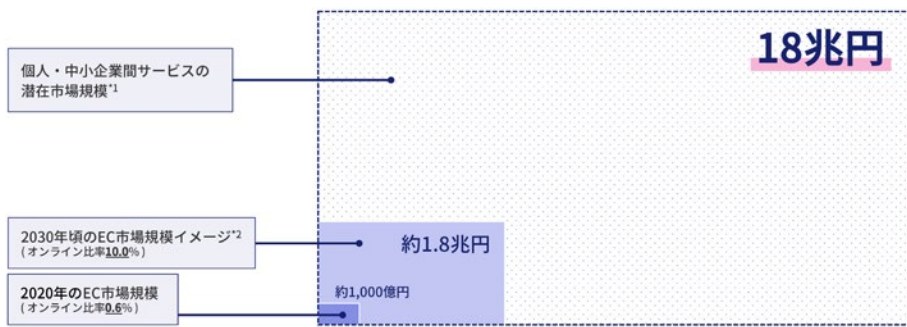 18兆円
個人・中小企業間サービスの
潜在市場規模*1
2030年頃のEC市場規模イメージ*2
(オンライン比率10.0%)
約1.8兆円
2020年のEC市場規模
(オンライン比率0.6%)
約1,000億円